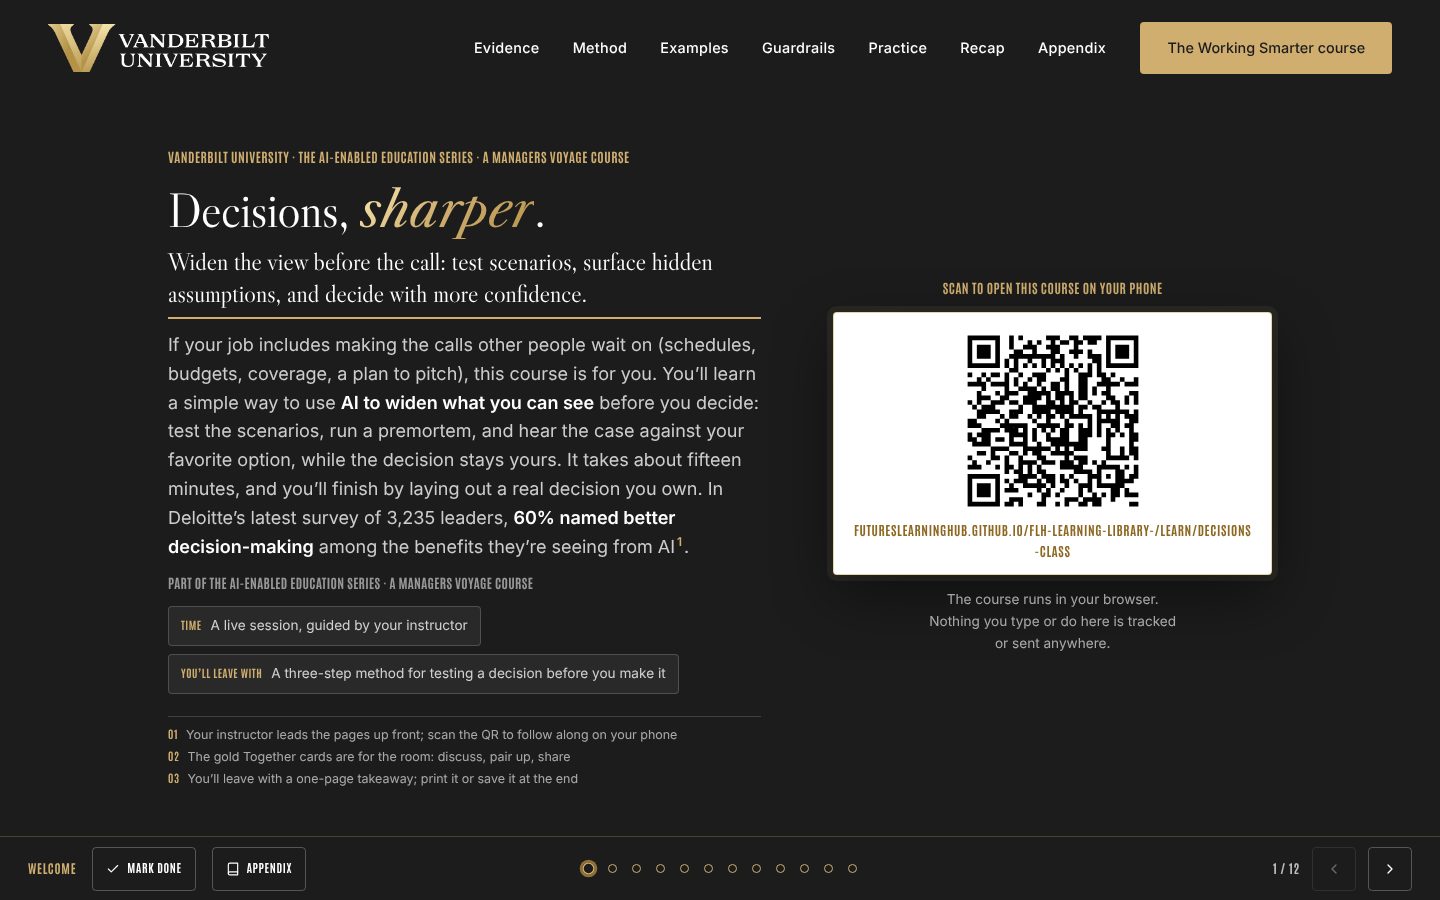 VANDERBILT
UNIVERSITY
Evidence
Method
Examples
Guardrails
Practice
Recap
Appendix
The Working Smarter course
VANDERBILT UNIVERSITY · THE AI-ENABLED EDUCATION SERIES · A MANAGERS VOYAGE COURSE
Decisions, sharper.
Widen the view before the call: test scenarios, surface hidden
assumptions, and decide with more confidence.
If your job includes making the calls other people wait on (schedules,
budgets, coverage, a plan to pitch), this course is for you. You’ll learn
a simple way to use AI to widen what you can see before you decide:
test the scenarios, run a premortem, and hear the case against your
favorite option, while the decision stays yours. It takes about fifteen
minutes, and you’ll finish by laying out a real decision you own. In
Deloitte’s latest survey of 3,235 leaders, 60% named better
decision-making among the benefits they’re seeing from AI1.
PART OF THE AI-ENABLED EDUCATION SERIES · A MANAGERS VOYAGE COURSE
TIME A live session, guided by your instructor
YOU’LL LEAVE WITH A three-step method for testing a decision before you make it
01 Your instructor leads the pages up front; scan the QR to follow along on your phone
02 The gold Together cards are for the room: discuss, pair up, share
03 You’ll leave with a one-page takeaway; print it or save it at the end
SCAN TO OPEN THIS COURSE ON YOUR PHONE
FUTURESLEARNINGHUB.GITHUB.IO/FLH-LEARNING-LIBRARY-/LEARN/DECISIONS
-CLASS
The course runs in your browser.
Nothing you type or do here is tracked
or sent anywhere.
WELCOME
MARK DONE
APPENDIX
1 / 12